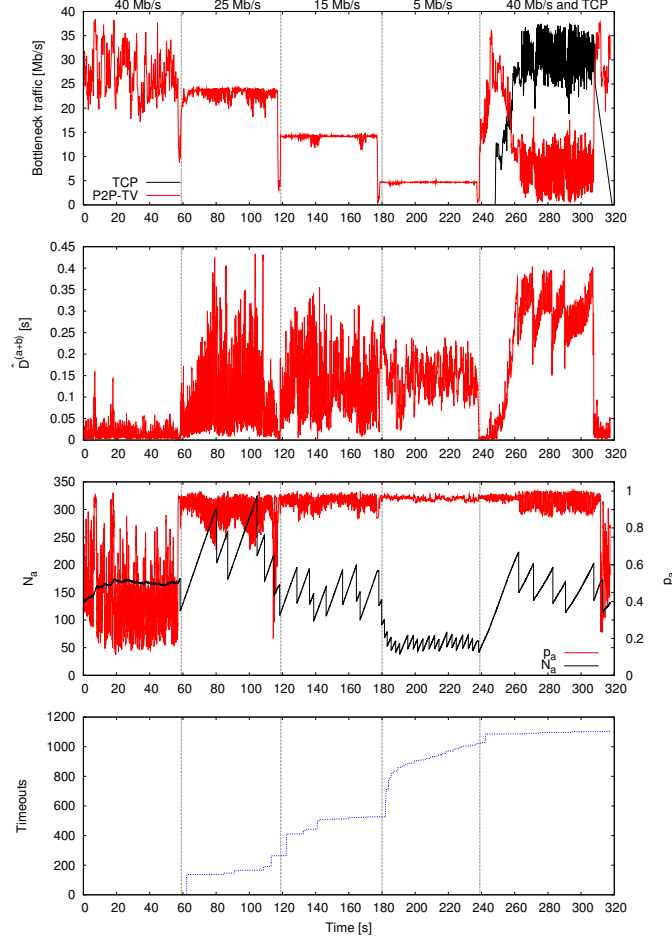 40 Mb/s 25 Mb/s 15 Mb/s 5 Mb/s 40 Mb/s and TCP
Bottleneck traffic [Mb/s]
40
35
30
25
20
15
10
5
0
TCP
P2P-TV
0 20 40 60 80 100 120 140 160 180 200 220 240 260 280 300 320
D̂(a+b) [s]
0.45
0.4
0.35
0.3
0.25
0.2
0.15
0.1
0.05
0
0 20 40 60 80 100 120 140 160 180 200 220 240 260 280 300 320
Na
350
300
250
200
150
100
50
0
1
0.8
0.6
0.4
0.2
0
pa
pa
Na
0 20 40 60 80 100 120 140 160 180 200 220 240 260 280 300 320
Timeouts
1200
1000
800
600
400
200
0
0 20 40 60 80 100 120 140 160 180 200 220 240 260 280 300 320
Time [s]